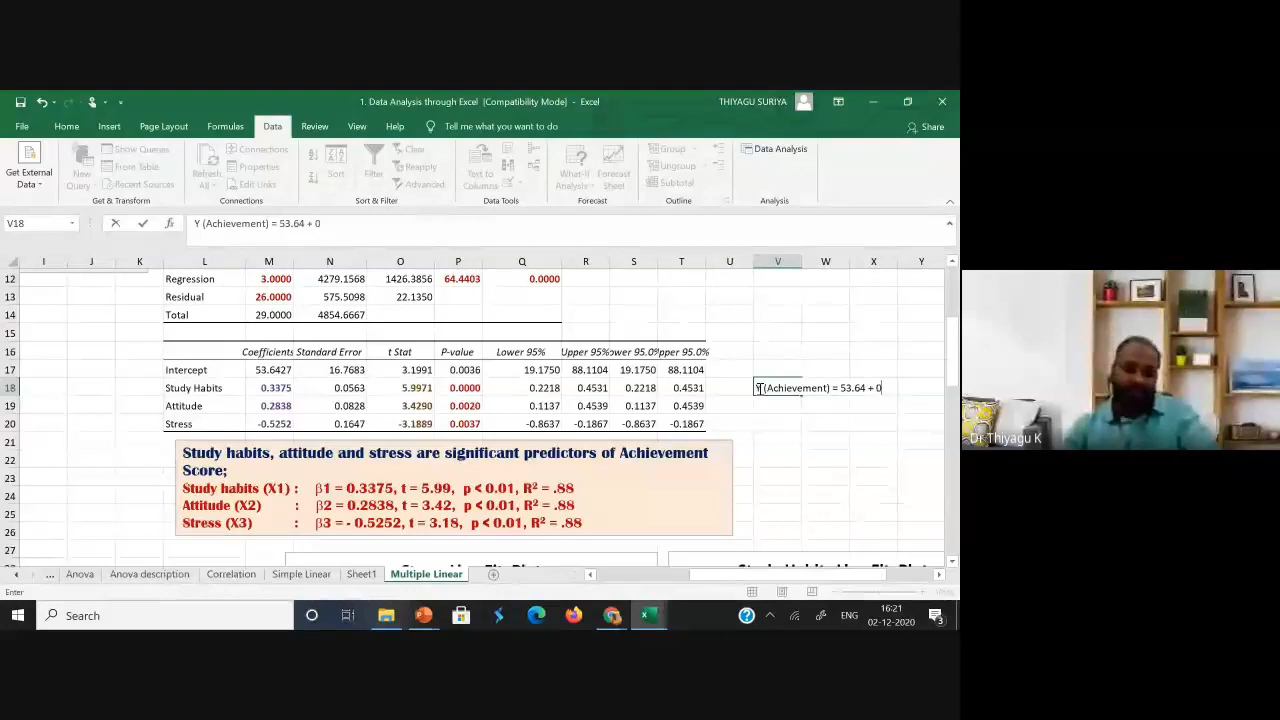 1. Data Analysis through Excel [Compatibility Mode] - Excel
THIYAGU SURIYA
File Home Insert Page Layout Formulas Data Review View Help Tell me what you want to do Share
Get External Data
New Query
Show Queries
From Table
Recent Sources
Get & Transform
Refresh All
Connections
Properties
Edit Links
Connections
Sort
Filter
Clear
Reapply
Advanced
Sort & Filter
Text to Columns
Data Tools
What-If Analysis
Forecast Sheet
Forecast
Group
Ungroup
Subtotal
Outline
Data Analysis
Analysis
V18 fx Y (Achievement) = 53.64 + 0
I J K L M N O P Q R S T U V W X Y
12 Regression 3.0000 4279.1568 1426.3856 64.4403 0.0000
13 Residual 26.0000 575.5098 22.1350
14 Total 29.0000 4854.6667
15
16 Coefficients Standard Error t Stat P-value Lower 95% Upper 95% ower 95.0% pper 95.0%
17 Intercept 53.6427 16.7683 3.1991 0.0036 19.1750 88.1104 19.1750 88.1104
18 Study Habits 0.3375 0.0563 5.9971 0.0000 0.2218 0.4531 0.2218 0.4531 Y (Achievement) = 53.64 + 0
19 Attitude 0.2838 0.0828 3.4290 0.0020 0.1137 0.4539 0.1137 0.4539
20 Stress -0.5252 0.1647 -3.1889 0.0037 -0.8637 -0.1867 -0.8637 -0.1867
21
22
23
24
25
26
27
Study habits, attitude and stress are significant predictors of Achievement
Score;
Study habits (X1) : β1 = 0.3375, t = 5.99, p < 0.01, R² = .88
Attitude (X2) : β2 = 0.2838, t = 3.42, p < 0.01, R² = .88
Stress (X3) : β3 = - 0.5252, t = 3.18, p < 0.01, R² = .88
... Anova Anova description Correlation Simple Linear Sheet1 Multiple Linear
Enter
Search
ENG
16:21
02-12-2020
3
Dr Thiyagu K